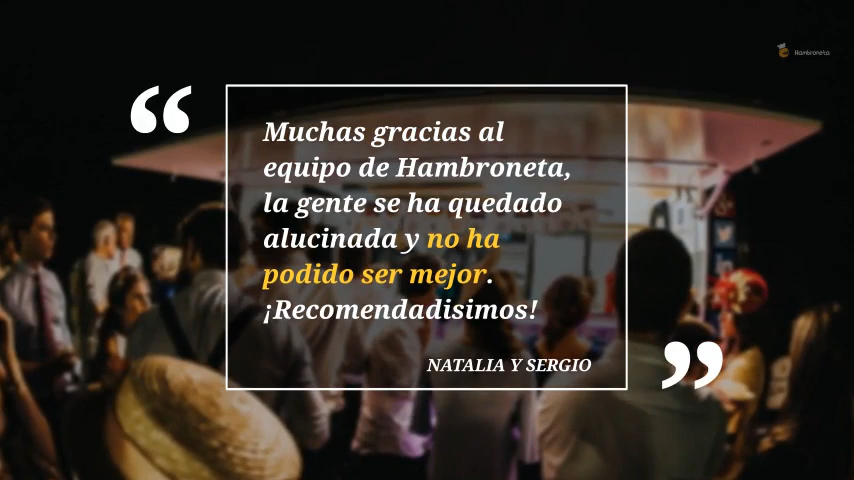 Hambroneta
“
Muchas gracias al
equipo de Hambroneta,
la gente se ha quedado
alucinada y no ha
podido ser mejor.
¡Recomendadisimos!
NATALIA Y SERGIO
”